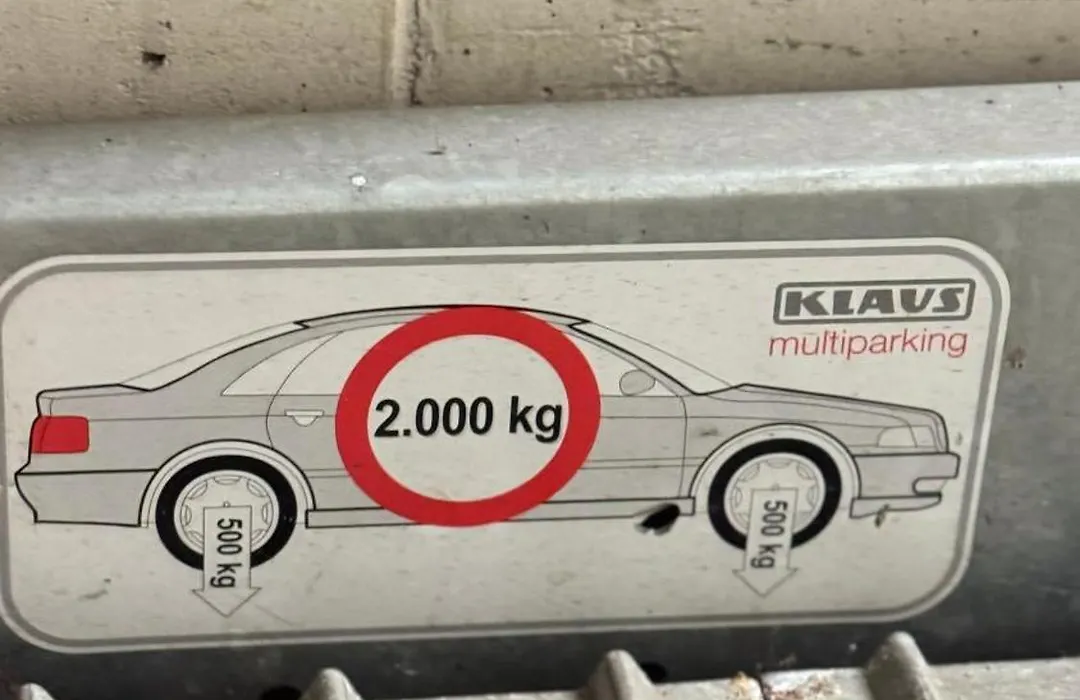 KLAUS
multiparking
2.000 kg
500 kg
500 kg